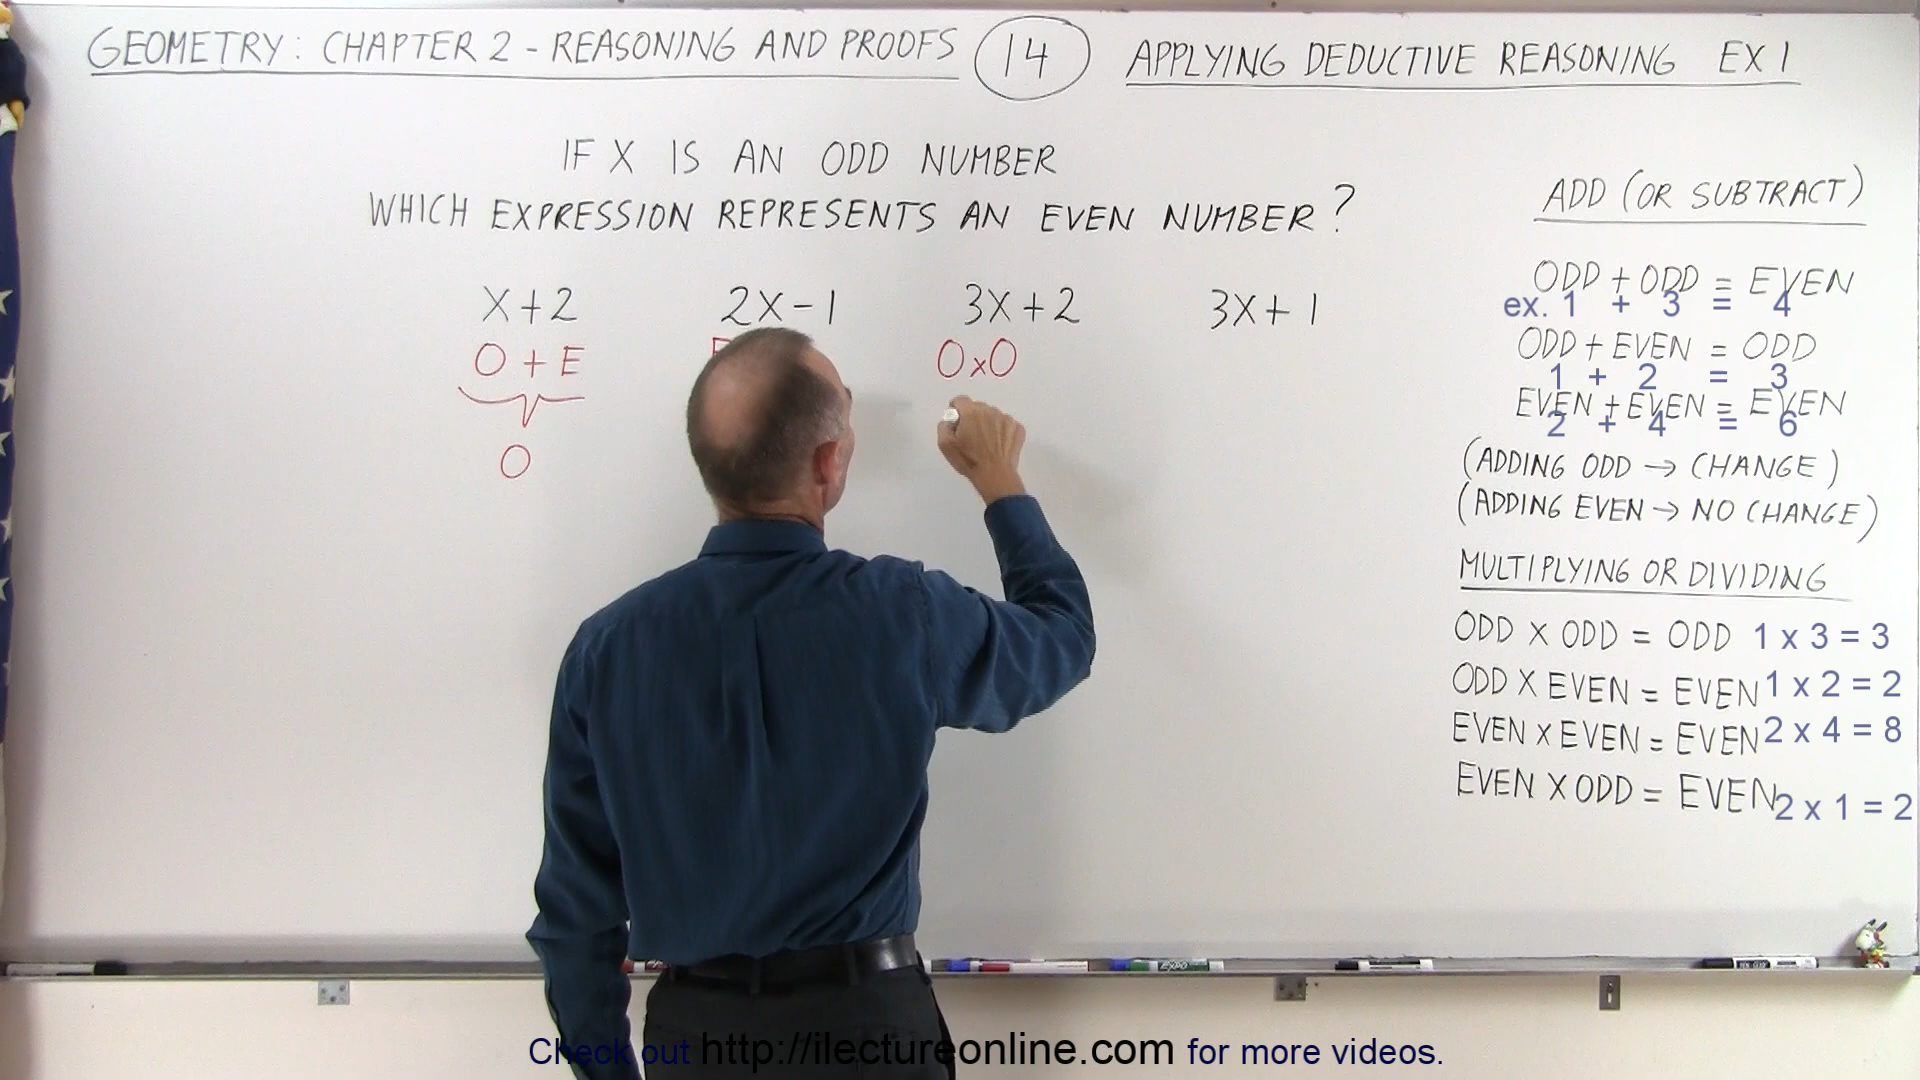 GEOMETRY: CHAPTER 2 - REASONING AND PROOFS 14 APPLYING DEDUCTIVE REASONING EX 1
IF X IS AN ODD NUMBER
WHICH EXPRESSION REPRESENTS AN EVEN NUMBER?
X+2 2X-1 3X+2 3X+1
O + E E O x O
O
ADD (OR SUBTRACT)
ODD + ODD = EVEN
ex. 1 + 3 = 4
ODD + EVEN = ODD
1 + 2 = 3
EVEN + EVEN = EVEN
2 + 4 = 6
(ADDING ODD → CHANGE)
(ADDING EVEN → NO CHANGE)
MULTIPLYING OR DIVIDING
ODD X ODD = ODD 1 x 3 = 3
ODD X EVEN = EVEN 1 x 2 = 2
EVEN X EVEN = EVEN 2 x 4 = 8
EVEN X ODD = EVEN 2 x 1 = 2
EXPO
Check out http://ilectureonline.com for more videos.